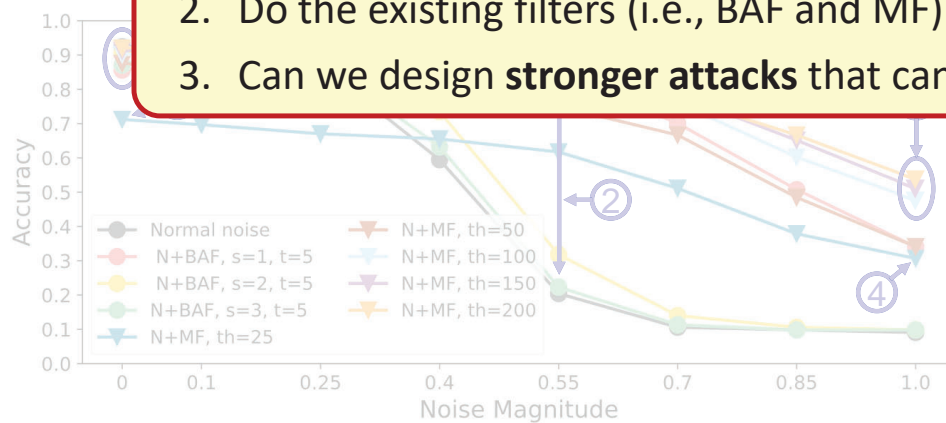 2. Do the existing filters (i.e., BAF and MF)
3. Can we design stronger attacks that can
1.0
0.9
0.8
0.7
0.6
0.5
0.4
0.3
0.2
0.1
0.0
Accuracy
2
4
Normal noise
N+BAF, s=1, t=5
N+BAF, s=2, t=5
N+BAF, s=3, t=5
N+MF, th=25
N+MF, th=50
N+MF, th=100
N+MF, th=150
N+MF, th=200
0 0.1 0.25 0.4 0.55 0.7 0.85 1.0
Noise Magnitude